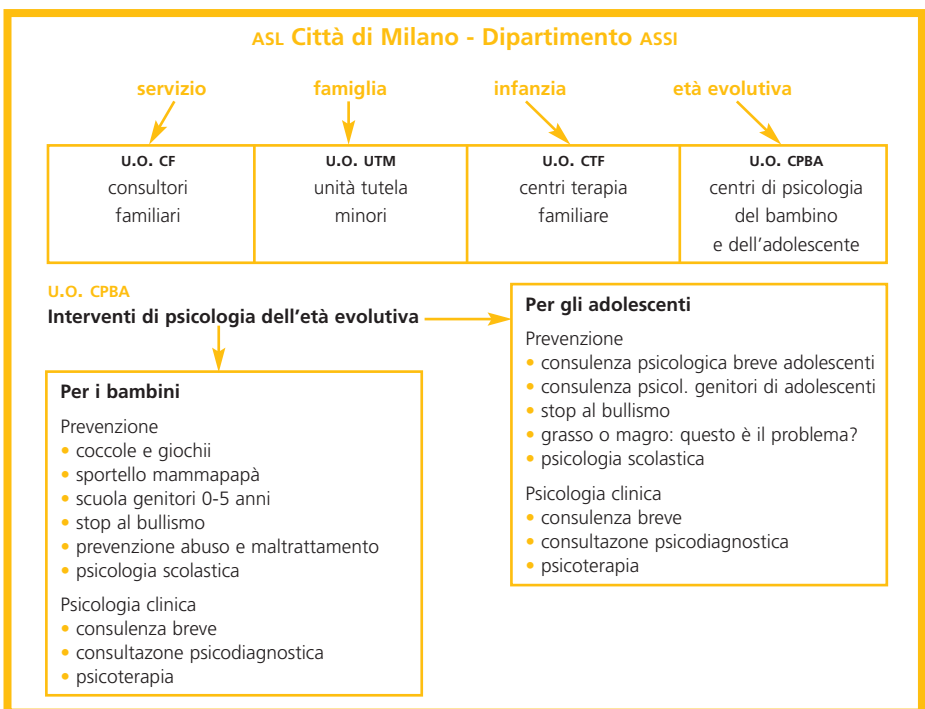 ASL Città di Milano - Dipartimento ASSI
servizio famiglia infanzia età evolutiva
U.O. CF
consultori
familiari
U.O. UTM
unità tutela
minori
U.O. CTF
centri terapia
familiare
U.O. CPBA
centri di psicologia
del bambino
e dell'adolescente
U.O. CPBA
Interventi di psicologia dell'età evolutiva
Per i bambini
Prevenzione
• coccole e giochii
• sportello mammapapà
• scuola genitori 0-5 anni
• stop al bullismo
• prevenzione abuso e maltrattamento
• psicologia scolastica
Psicologia clinica
• consulenza breve
• consultazone psicodiagnostica
• psicoterapia
Per gli adolescenti
Prevenzione
• consulenza psicologica breve adolescenti
• consulenza psicol. genitori di adolescenti
• stop al bullismo
• grasso o magro: questo è il problema?
• psicologia scolastica
Psicologia clinica
• consulenza breve
• consultazone psicodiagnostica
• psicoterapia